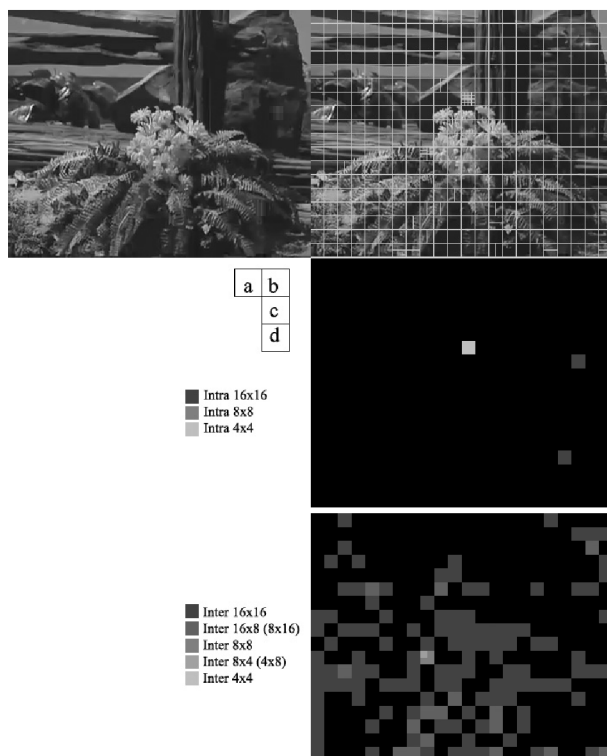 a b
c
d
Intra 16x16
Intra 8x8
Intra 4x4
Inter 16x16
Inter 16x8 (8x16)
Inter 8x8
Inter 8x4 (4x8)
Inter 4x4